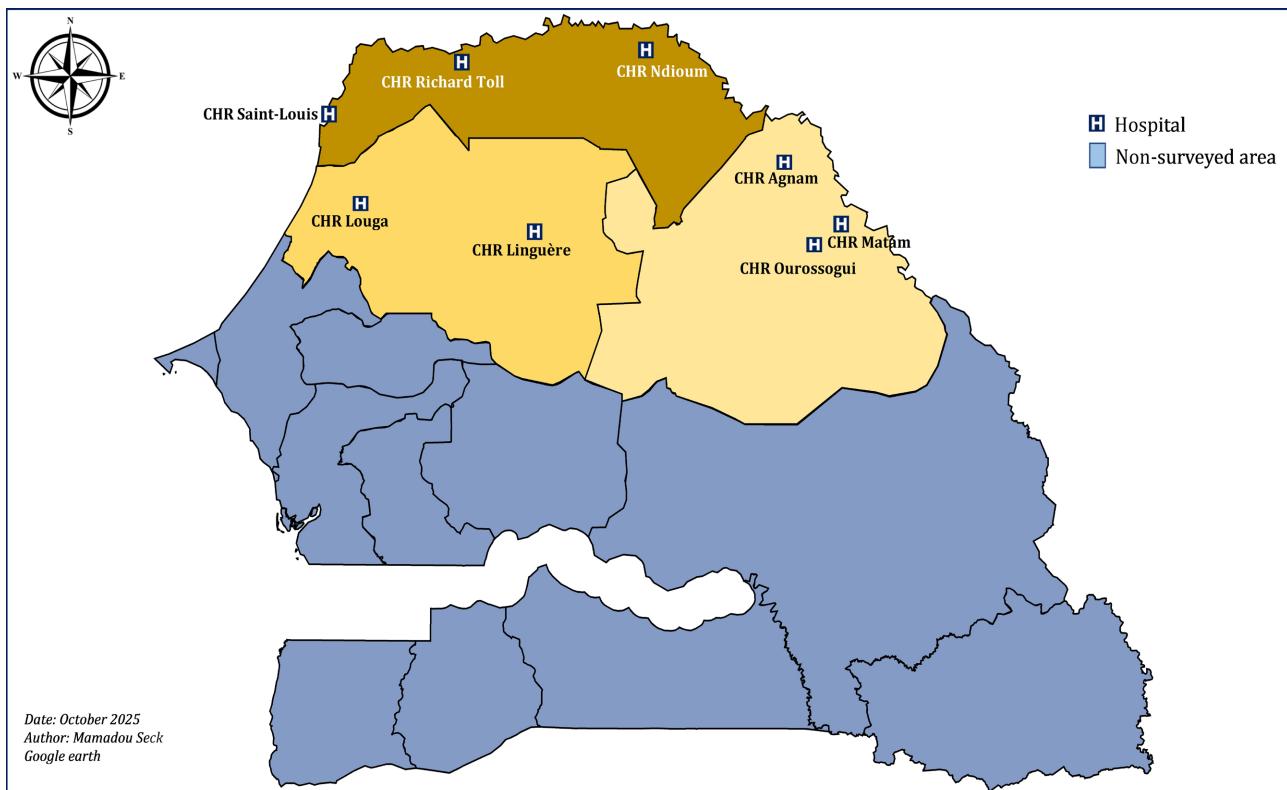 N
W
E
S
H
CHR Richard Toll
H
CHR Ndioum
CHR Saint-Louis H
H Hospital
Non-surveyed area
H
CHR Agnam
H
CHR Louga
H
CHR Linguère
H
CHR Matam
H
CHR Ourossogui
Date: October 2025
Author: Mamadou Seck
Google earth